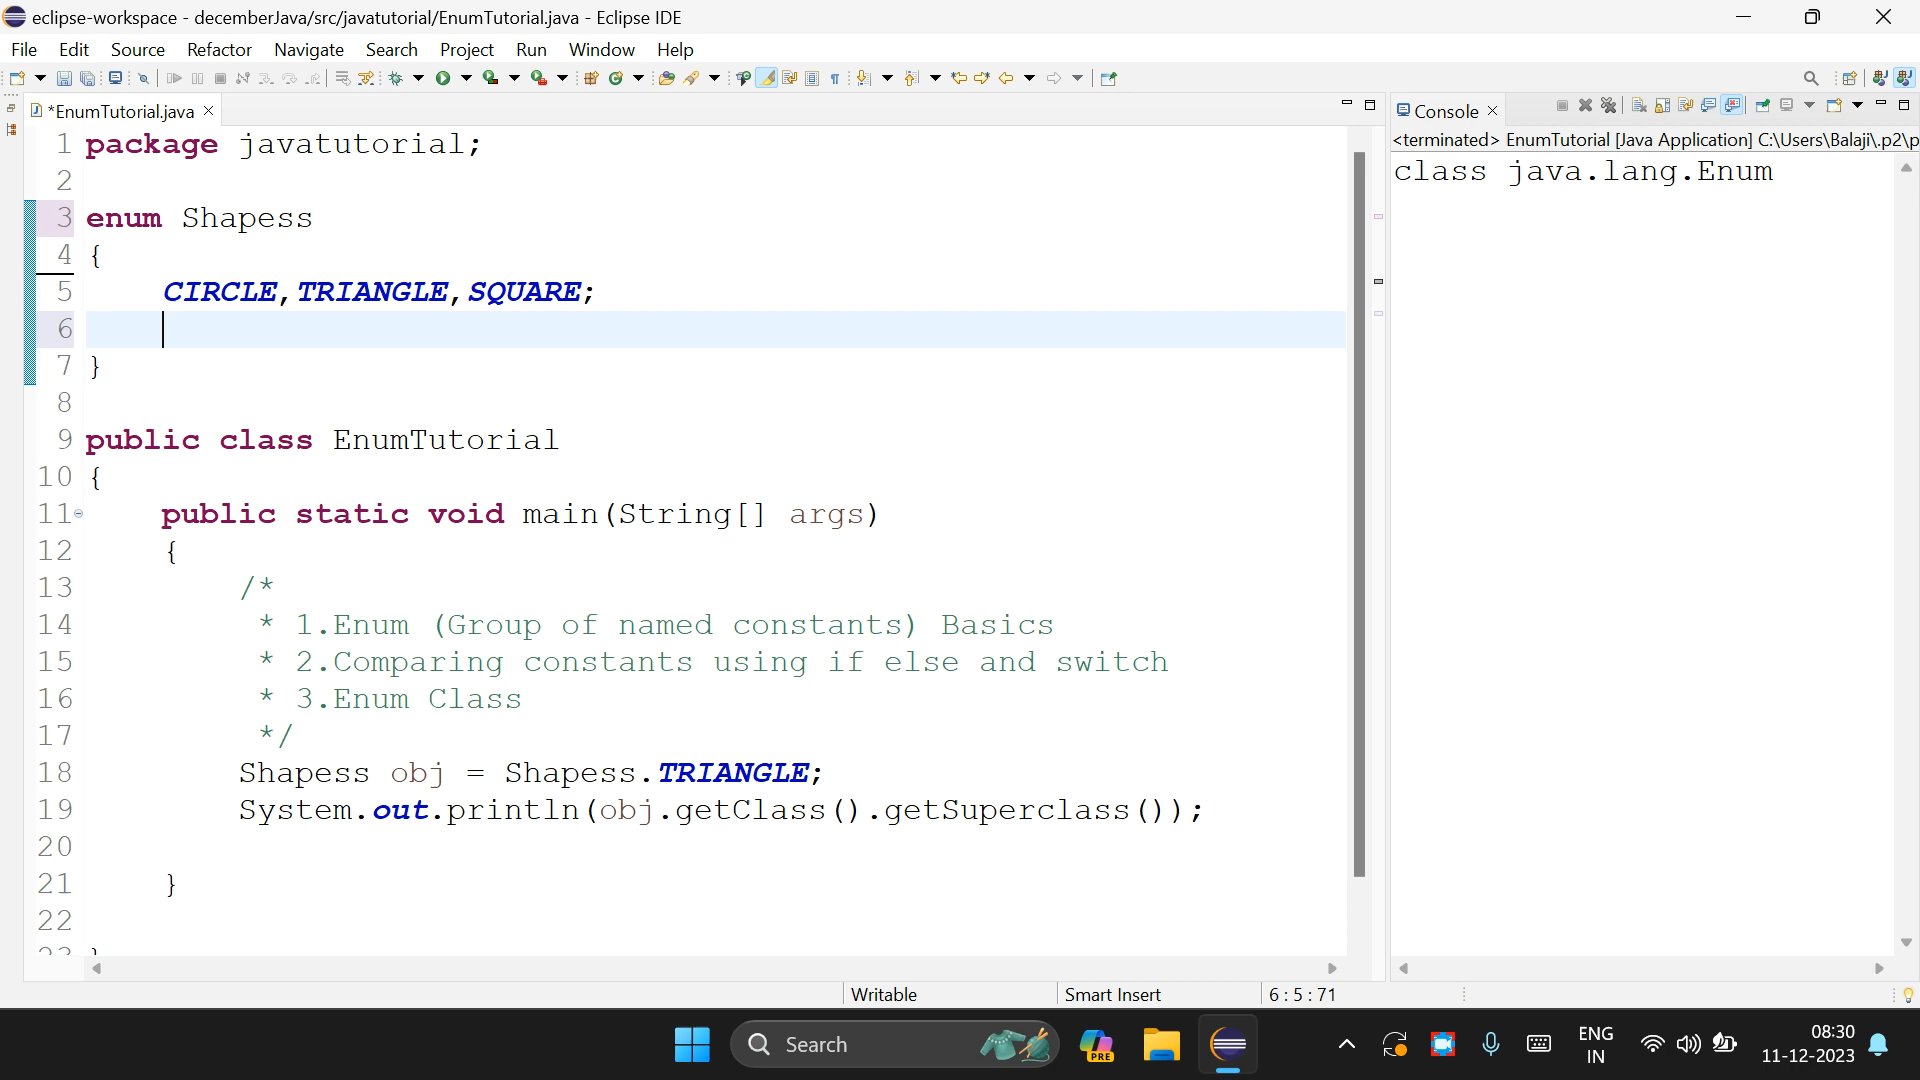 eclipse-workspace - decemberJava/src/javatutorial/EnumTutorial.java - Eclipse IDE
File Edit Source Refactor Navigate Search Project Run Window Help
*EnumTutorial.java
1 package javatutorial;
2
3 enum Shapess
4 {
5 CIRCLE,TRIANGLE,SQUARE;
6
7 }
8
9 public class EnumTutorial
10 {
11 public static void main(String[] args)
12 {
13 /*
14 * 1.Enum (Group of named constants) Basics
15 * 2.Comparing constants using if else and switch
16 * 3.Enum Class
17 */
18 Shapess obj = Shapess.TRIANGLE;
19 System.out.println(obj.getClass().getSuperclass());
20
21 }
22
23 }
Console
<terminated> EnumTutorial [Java Application] C:\Users\Balaji\.p2\p
class java.lang.Enum
Writable Smart Insert 6 : 5 : 71
Search
PRE
ENG
IN
08:30
11-12-2023